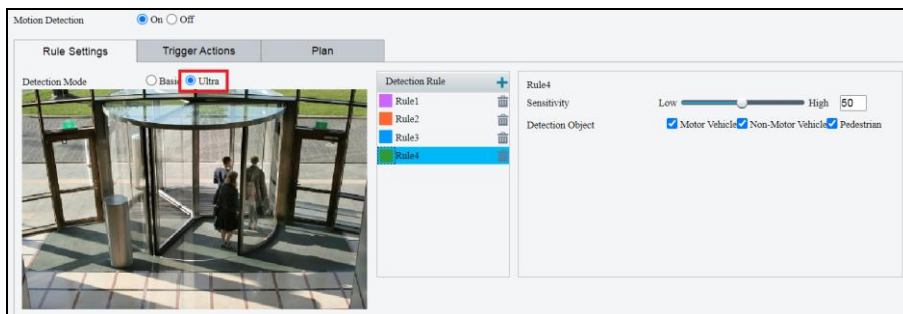 Motion Detection On Off
Rule Settings Trigger Actions Plan
Detection Mode Basic Ultra
Detection Rule
Rule1
Rule2
Rule3
Rule4
Rule4
Sensitivity Low High 50
Detection Object Motor Vehicle Non-Motor Vehicle Pedestrian